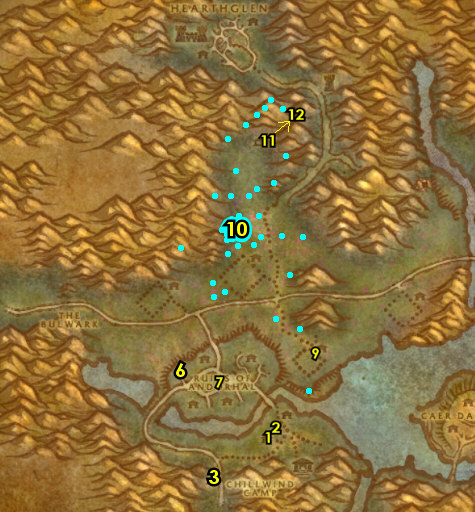 HEARTHGLEN
12
11
10
THE
BULWARK
9
6
RUINS OF
ANDORHAL
7
2
1
CAER DA
3
CHILLWIND
CAMP